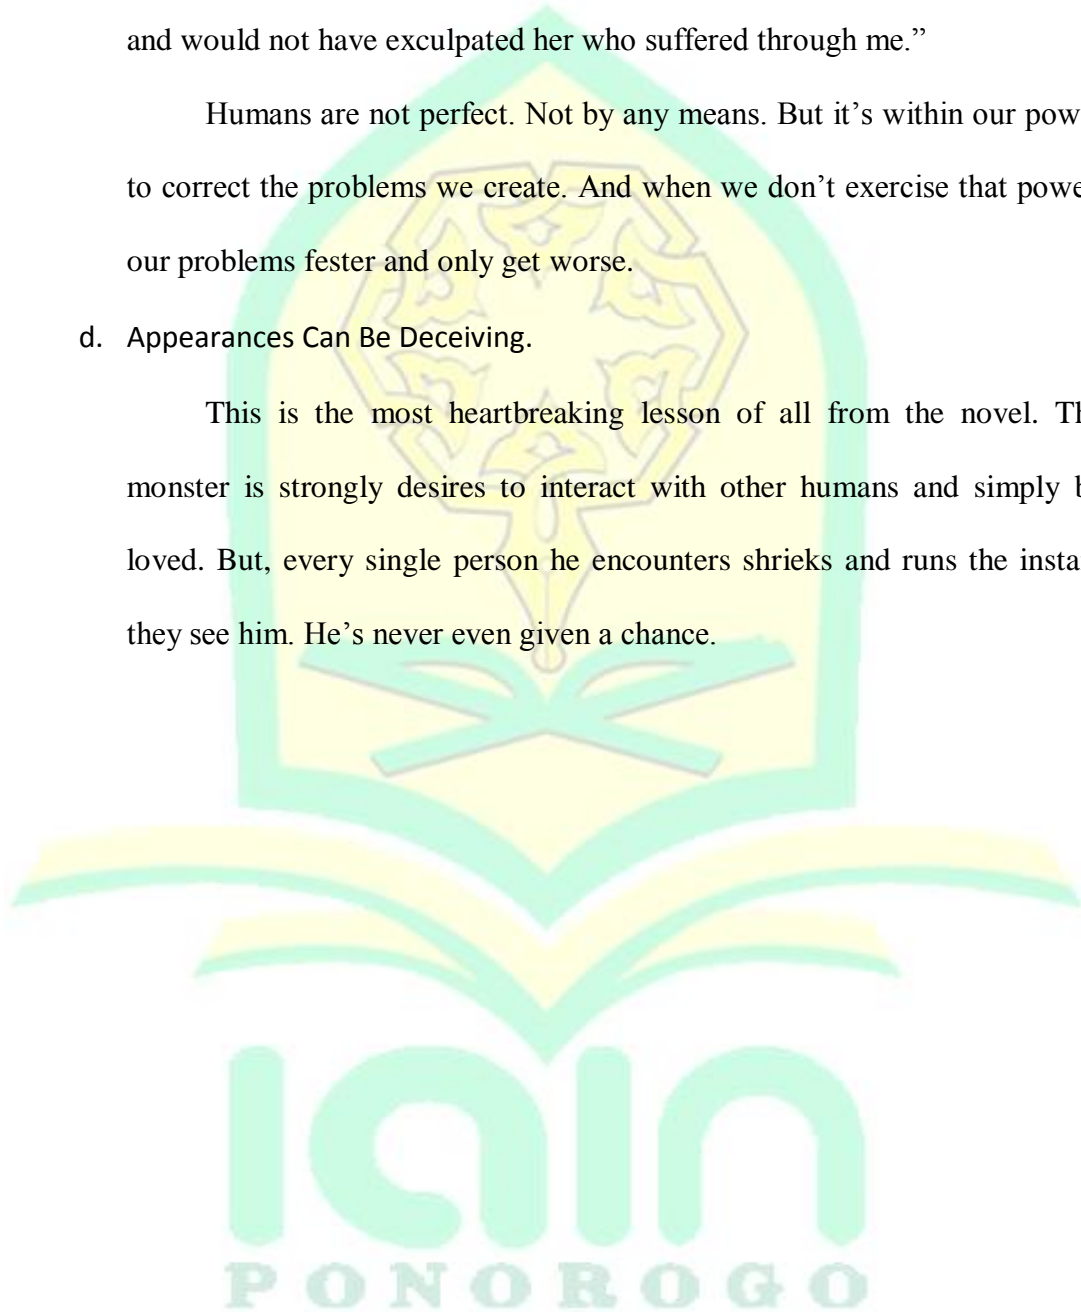 and would not have exculpated her who suffered through me.”
Humans are not perfect. Not by any means. But it’s within our pow
to correct the problems we create. And when we don’t exercise that powe
our problems fester and only get worse.
d. Appearances Can Be Deceiving.
This is the most heartbreaking lesson of all from the novel. Th
monster is strongly desires to interact with other humans and simply b
loved. But, every single person he encounters shrieks and runs the insta
they see him. He’s never even given a chance.
iain
PONOROGO